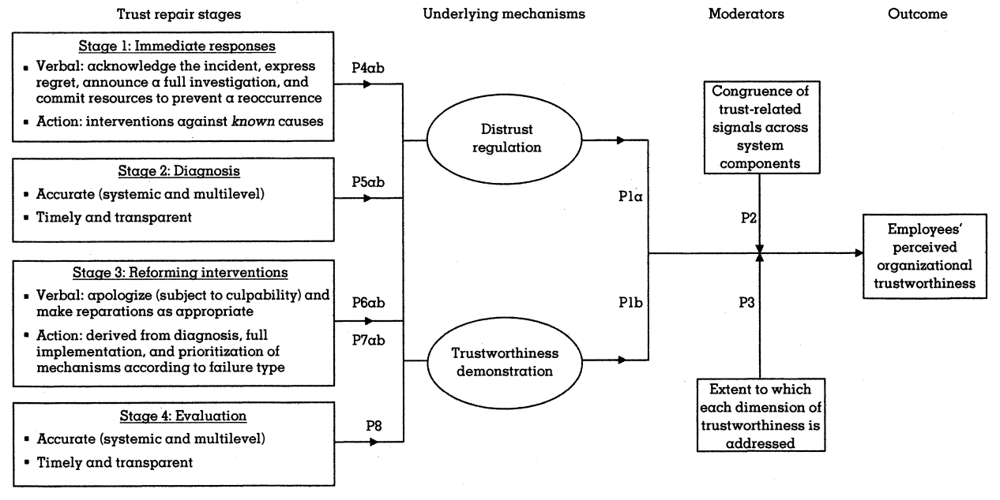 Trust repair stages
Underlying mechanisms
Moderators
Outcome
Stage 1: Immediate responses
▪ Verbal: acknowledge the incident, express
regret, announce a full investigation, and
commit resources to prevent a reoccurrence
▪ Action: interventions against known causes
P4ab
Stage 2: Diagnosis
▪ Accurate (systemic and multilevel)
▪ Timely and transparent
P5ab
Stage 3: Reforming interventions
▪ Verbal: apologize (subject to culpability) and
make reparations as appropriate
▪ Action: derived from diagnosis, full
implementation, and prioritization of
mechanisms according to failure type
P6ab
P7ab
Stage 4: Evaluation
▪ Accurate (systemic and multilevel)
▪ Timely and transparent
P8
Distrust
regulation
Trustworthiness
demonstration
P1a
P1b
Congruence of
trust-related
signals across
system
components
P2
P3
Extent to which
each dimension of
trustworthiness is
addressed
Employees'
perceived
organizational
trustworthiness